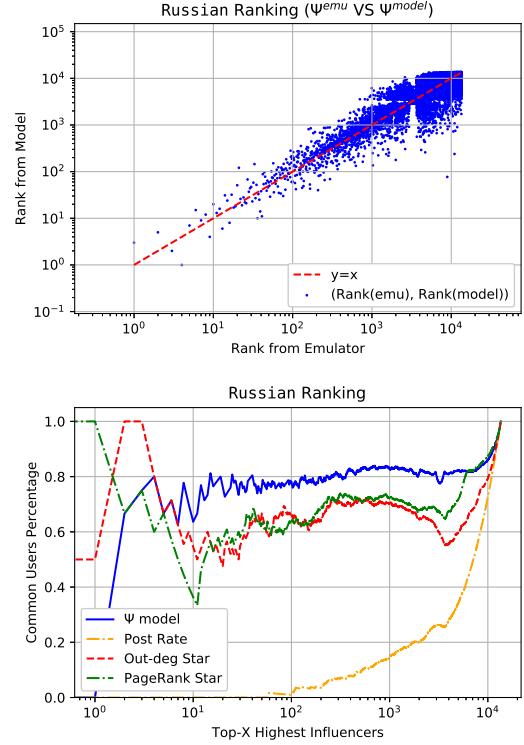 Russian Ranking (Ψ^emu VS Ψ^model)
10^5
10^4
10^3
10^2
10^1
10^0
10^−1
Rank from Model
y=x
(Rank(emu), Rank(model))
10^0 10^1 10^2 10^3 10^4
Rank from Emulator
Russian Ranking
1.0
0.8
0.6
0.4
0.2
0.0
Common Users Percentage
Ψ model
Post Rate
Out-deg Star
PageRank Star
10^0 10^1 10^2 10^3 10^4
Top-X Highest Influencers